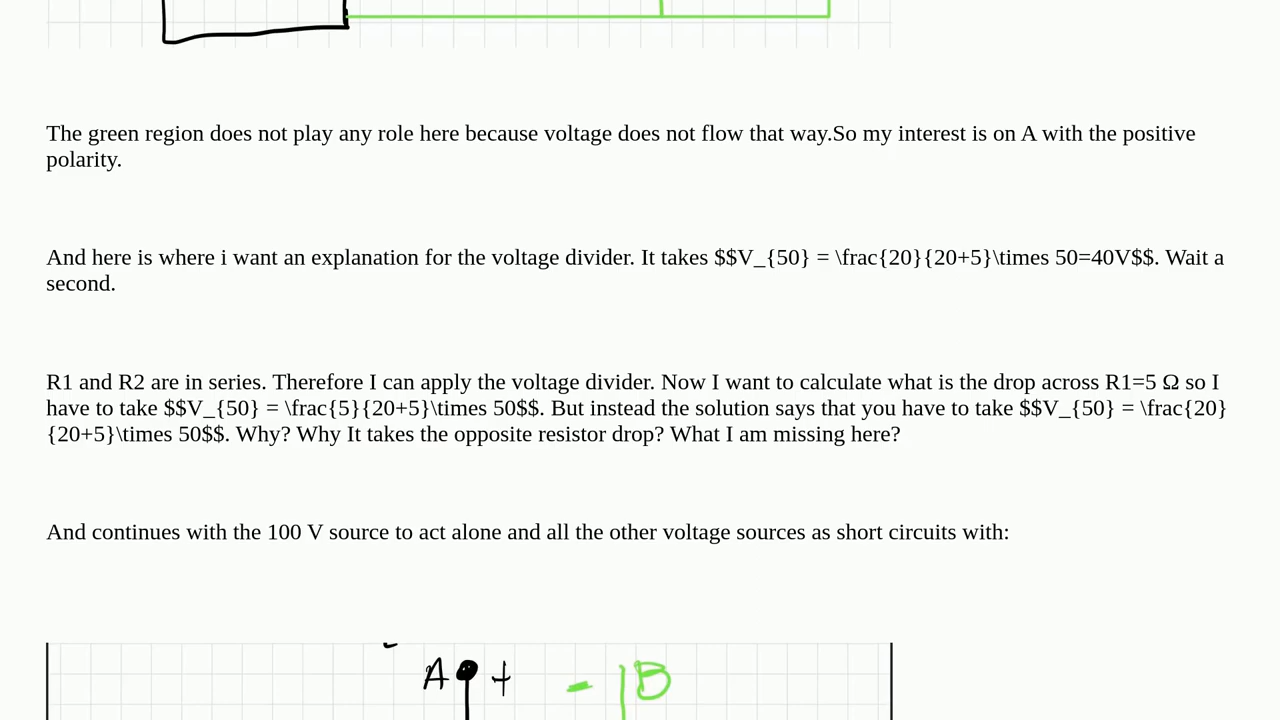 The green region does not play any role here because voltage does not flow that way.So my interest is on A with the positive
polarity.
And here is where i want an explanation for the voltage divider. It takes $$V_{50} = \frac{20}{20+5}\times 50=40V$$. Wait a
second.
R1 and R2 are in series. Therefore I can apply the voltage divider. Now I want to calculate what is the drop across R1=5 Ω so I
have to take $$V_{50} = \frac{5}{20+5}\times 50$$. But instead the solution says that you have to take $$V_{50} = \frac{20}
{20+5}\times 50$$. Why? Why It takes the opposite resistor drop? What I am missing here?
And continues with the 100 V source to act alone and all the other voltage sources as short circuits with:
A + - B